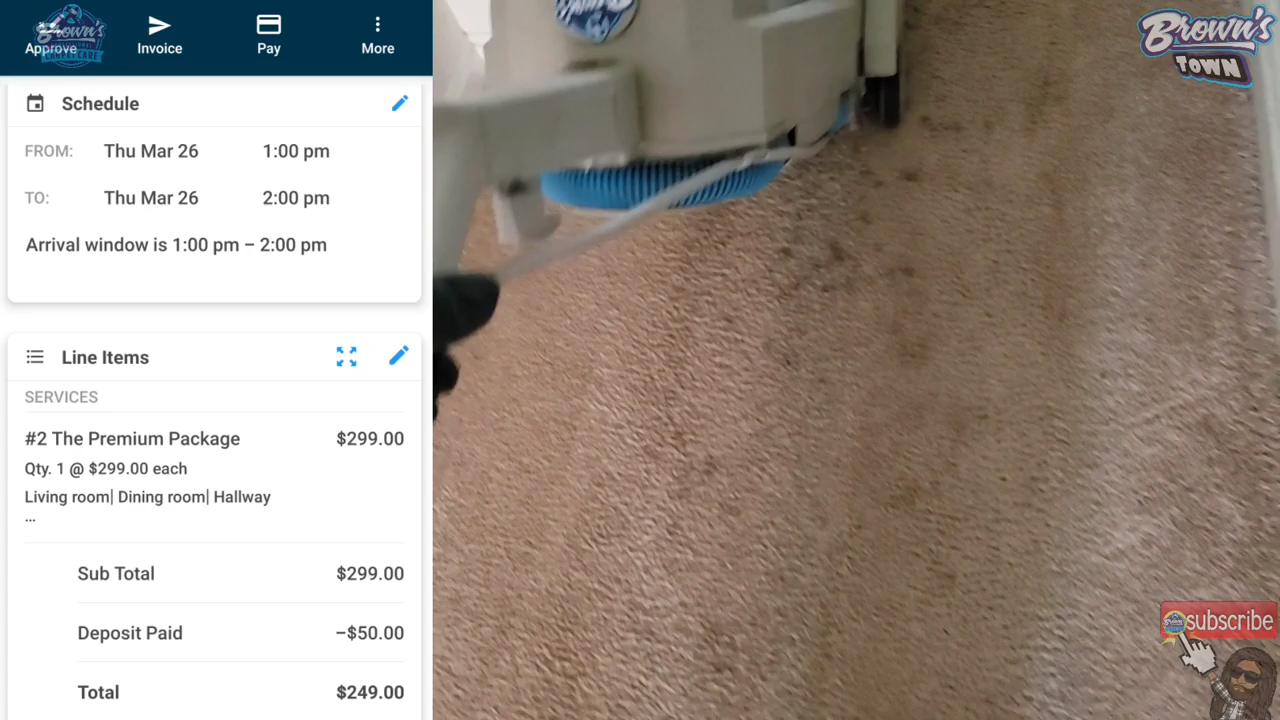 Brown's
CARPET CARE
Approve
Invoice
Pay
More
Schedule
FROM: Thu Mar 26 1:00 pm
TO: Thu Mar 26 2:00 pm
Arrival window is 1:00 pm – 2:00 pm
Line Items
SERVICES
#2 The Premium Package $299.00
Qty. 1 @ $299.00 each
Living room| Dining room| Hallway
...
Sub Total $299.00
Deposit Paid –$50.00
Total $249.00
Brown's
TOWN
subscribe